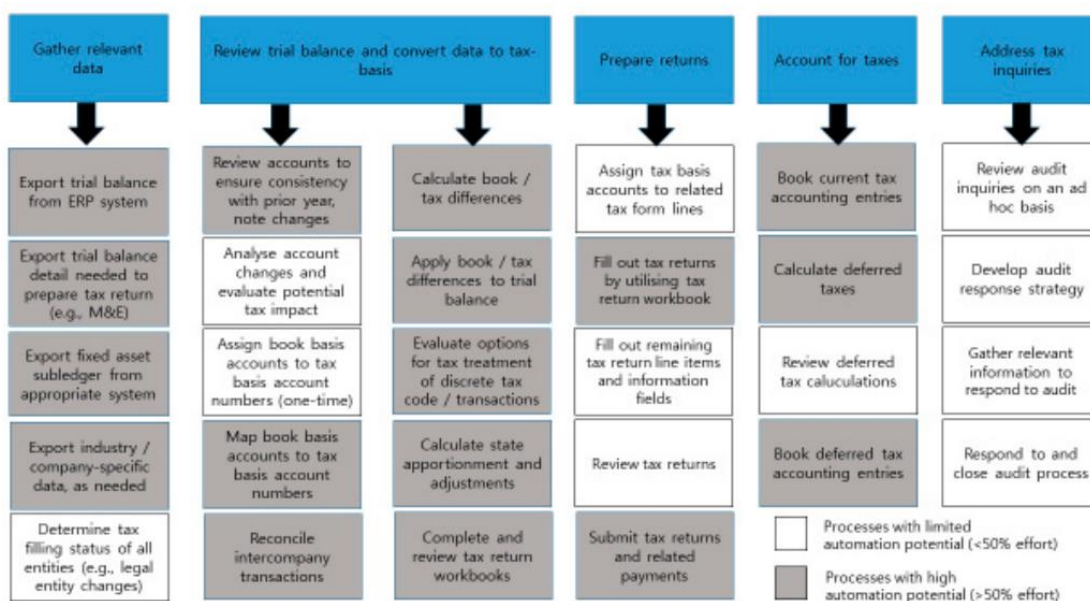 Gather relevant
data
Review trial balance and convert data to tax-
basis
Prepare returns
Account for taxes
Address tax
inquiries
Export trial balance
from ERP system
Export trial balance
detail needed to
prepare tax return
(e.g., M&E)
Export fixed asset
subledger from
appropriate system
Export industry /
company-specific
data, as needed
Determine tax
filling status of all
entities (e.g., legal
entity changes)
Review accounts to
ensure consistency
with prior year,
note changes
Analyse account
changes and
evaluate potential
tax impact
Assign book basis
accounts to tax
basis account
numbers (one-time)
Map book basis
accounts to tax
basis account
numbers
Reconcile
intercompany
transactions
Calculate book /
tax differences
Apply book / tax
differences to trial
balance
Evaluate options
for tax treatment
of discrete tax
code / transactions
Calculate state
apportionment and
adjustments
Complete and
review tax return
workbooks
Assign tax basis
accounts to related
tax form lines
Fill out tax returns
by utilising tax
return workbook
Fill out remaining
tax return line items
and information
fields
Review tax returns
Submit tax returns
and related
payments
Book current tax
accounting entries
Calculate deferred
taxes
Review deferred
tax caluculations
Book deferred tax
accounting entries
Review audit
inquiries on an ad
hoc basis
Develop audit
response strategy
Gather relevant
information to
respond to audit
Respond to and
close audit process
Processes with limited
automation potential (<50% effort)
Processes with high
automation potential (>50% effort)